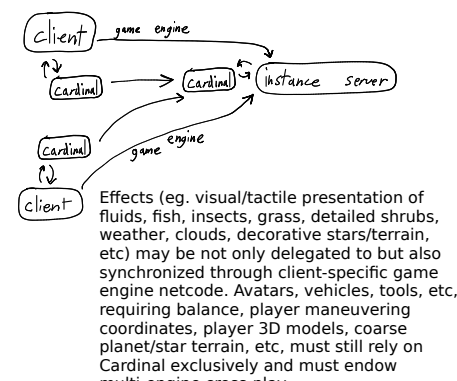 client
game engine
cardinal
cardinal
instance server
cardinal
game engine
client
Effects (eg. visual/tactile presentation of
fluids, fish, insects, grass, detailed shrubs,
weather, clouds, decorative stars/terrain,
etc) may be not only delegated to but also
synchronized through client-specific game
engine netcode. Avatars, vehicles, tools, etc,
requiring balance, player maneuvering
coordinates, player 3D models, coarse
planet/star terrain, etc, must still rely on
Cardinal exclusively and must endow